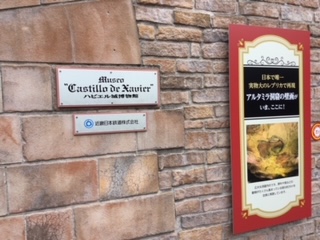 Museo
"Castillo de Xavier"
ハビエル城博物館
近畿日本鉄道株式会社
日本で唯一
実物大のレプリカで再現
アルタミラ洞窟の壁画が
いま、ここに!